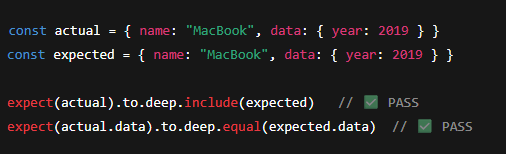 const actual = { name: "MacBook", data: { year: 2019 } }
const expected = { name: "MacBook", data: { year: 2019 } }
expect(actual).to.deep.include(expected)   // ✅ PASS
expect(actual.data).to.deep.equal(expected.data)  // ✅ PASS